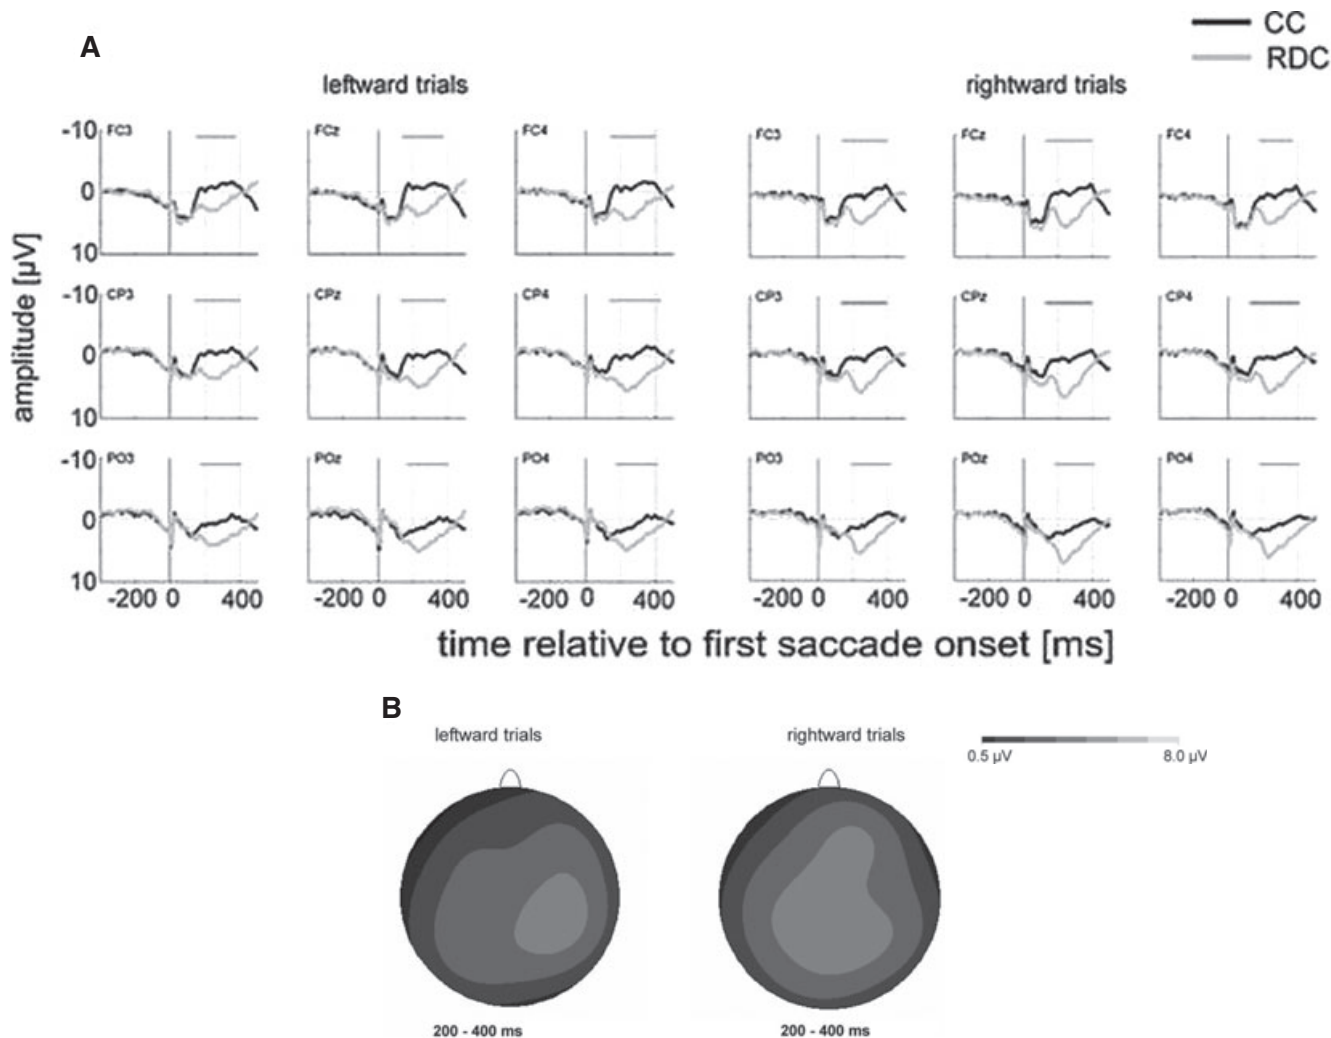 CC
RDC
A
leftward trials
rightward trials
-10 FC3 FCz FC4 FC3 FCz FC4
0
10
-10 CP3 CPz CP4 CP3 CPz CP4
0
10
-10 PO3 POz PO4 PO3 POz PO4
0
10
amplitude [µV]
-200 0 400 -200 0 400 -200 0 400 -200 0 400 -200 0 400 -200 0 400
time relative to first saccade onset [ms]
B
leftward trials
rightward trials
0.5 µV 8.0 µV
200 - 400 ms
200 - 400 ms